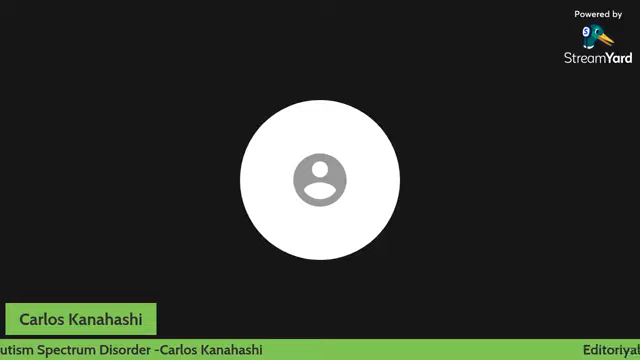 Powered by
StreamYard
Carlos Kanahashi
utism Spectrum Disorder -Carlos Kanahashi
Editoriyal